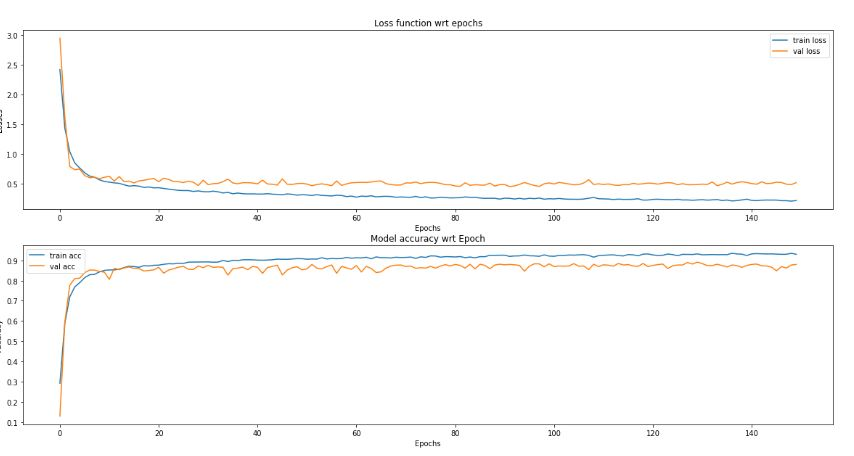 Loss function wrt epochs
3.0
2.5
2.0
1.5
1.0
0.5
train loss
val loss
0 20 40 60 80 100 120 140
Epochs
Model accuracy wrt Epoch
0.9
0.8
0.7
0.6
0.5
0.4
0.3
0.2
0.1
train acc
val acc
0 20 40 60 80 100 120 140
Epochs